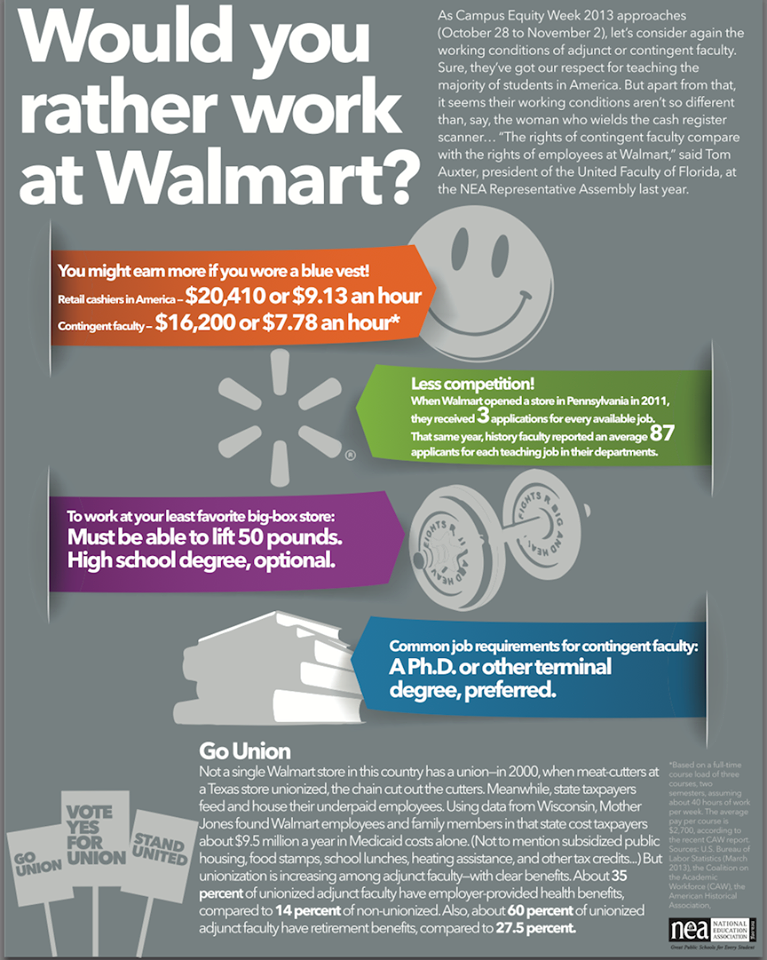 Would you
rather work
at Walmart?
As Campus Equity Week 2013 approaches
(October 28 to November 2), let's consider again the
working conditions of adjunct or contingent faculty.
Sure, they've got our respect for teaching the
majority of students in America. But apart from that,
it seems their working conditions aren't so different
than, say, the woman who wields the cash register
scanner... "The rights of contingent faculty compare
with the rights of employees at Walmart," said Tom
Auxter, president of the United Faculty of Florida, at
the NEA Representative Assembly last year.
You might earn more if you wore a blue vest!
Retail cashiers in America – $20,410 or $9.13 an hour
Contingent faculty – $16,200 or $7.78 an hour*
®
Less competition!
When Walmart opened a store in Pennsylvania in 2011,
they received 3 applications for every available job.
That same year, history faculty reported an average 87
applicants for each teaching job in their departments.
To work at your least favorite big-box store:
Must be able to lift 50 pounds.
High school degree, optional.
Common job requirements for contingent faculty:
A Ph.D. or other terminal
degree, preferred.
Go Union
Not a single Walmart store in this country has a union—in 2000, when meat-cutters at
a Texas store unionized, the chain cut out the cutters. Meanwhile, state taxpayers
feed and house their underpaid employees. Using data from Wisconsin, Mother
Jones found Walmart employees and family members in that state cost taxpayers
about $9.5 million a year in Medicaid costs alone. (Not to mention subsidized public
housing, food stamps, school lunches, heating assistance, and other tax credits...) But
unionization is increasing among adjunct faculty—with clear benefits. About 35
percent of unionized adjunct faculty have employer-provided health benefits,
compared to 14 percent of non-unionized. Also, about 60 percent of unionized
adjunct faculty have retirement benefits, compared to 27.5 percent.
GO
UNION
VOTE
YES
FOR
UNION
STAND
UNITED
*Based on a full-time
course load of three
courses, two
semesters, assuming
about 40 hours of work
per week. The average
pay per course is
$2,700, according to
the recent CAW report.
Sources: U.S. Bureau of
Labor Statistics (March
2013), the Coalition on
the Academic
Workforce (CAW), the
American Historical
Association,
nea
NATIONAL
EDUCATION
ASSOCIATION
Great Public Schools for Every Student